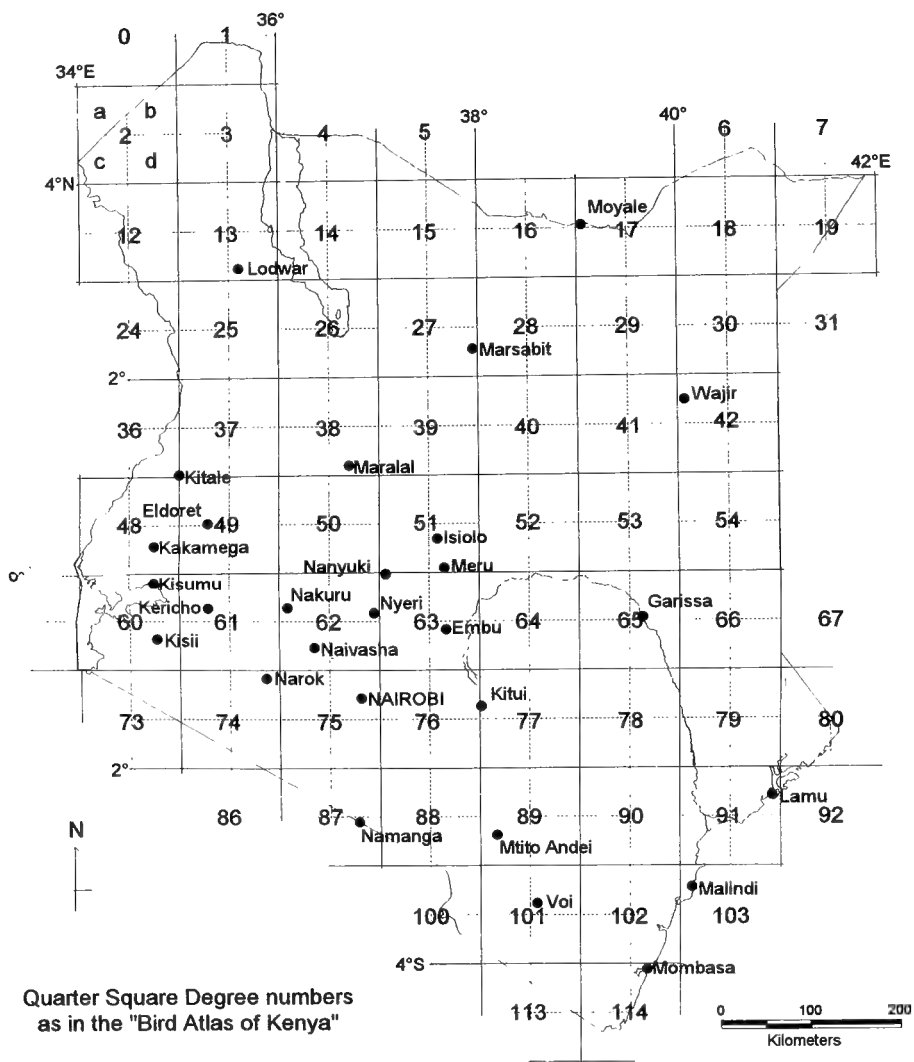 36°
0 1
34°E
a b
2 3 4 5 38° 40° 6 7
c d
42°E
4°N
Moyale
12 13 14 15 16 17 18 19
Lodwar
24 25 26 27 28 29 30 31
Marsabit
2°
Wajir
36 37 38 39 40 41 42
Maralal
Kitale
Eldoret
48 49 50 51 52 53 54
Isiolo
Kakamega
Nanyuki Meru
0°
Kisumu
Kericho Nakuru Nyeri Garissa
60 61 62 63 64 65 66 67
Embu
Kisii
Naivasha
Narok
NAIROBI Kitui
73 74 75 76 77 78 79 80
2°
Lamu
86 87 88 89 90 91 92
N
Namanga
Mtito Andei
Malindi
Voi
100 101 102 103
4°S
Mombasa
Quarter Square Degree numbers
as in the "Bird Atlas of Kenya"
113 114
0 100 200
Kilometers